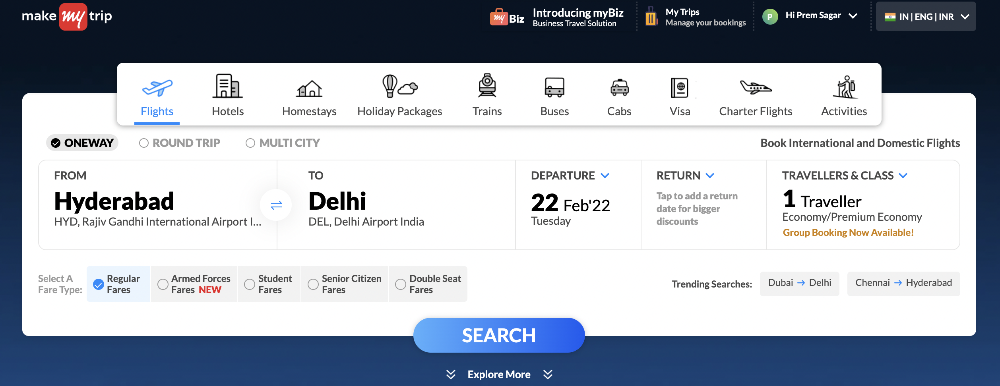 make my trip
my Biz
Introducing myBiz
Business Travel Solution
My Trips
Manage your bookings
P
Hi Prem Sagar
IN | ENG | INR
Flights
Hotels
Homestays
Holiday Packages
Trains
Buses
Cabs
Visa
Charter Flights
Activities
ONEWAY
ROUND TRIP
MULTI CITY
Book International and Domestic Flights
FROM
Hyderabad
HYD, Rajiv Gandhi International Airport I...
TO
Delhi
DEL, Delhi Airport India
DEPARTURE
22 Feb'22
Tuesday
RETURN
Tap to add a return
date for bigger
discounts
TRAVELLERS & CLASS
1 Traveller
Economy/Premium Economy
Group Booking Now Available!
Select A
Fare Type:
Regular
Fares
Armed Forces
Fares NEW
Student
Fares
Senior Citizen
Fares
Double Seat
Fares
Trending Searches:
Dubai → Delhi
Chennai → Hyderabad
SEARCH
Explore More